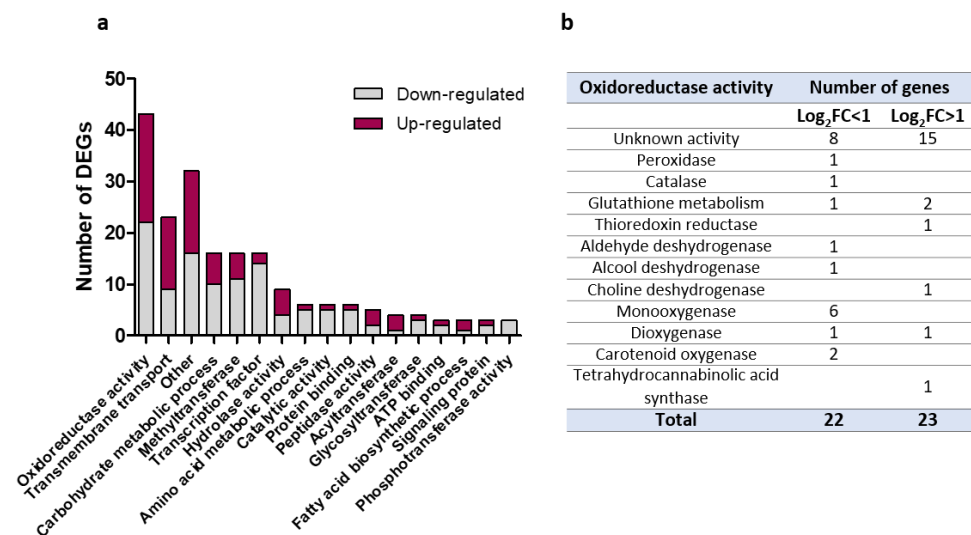 a
50
40
30
20
10
0
Number of DEGs
Down-regulated
Up-regulated
Oxidoreductase activity
Transmembrane transport
Other
Carbohydrate metabolic process
Methyltransferase
Transcription factor
Hydrolase activity
Amino acid metabolic process
Catalytic activity
Protein binding
Peptidase activity
Acyltransferase
Glycosyltransferase
ATP binding
Fatty acid biosynthetic process
Signaling protein
Phosphotransferase activity
b
Oxidoreductase activity Number of genes
Log2FC<1 Log2FC>1
Unknown activity 8 15
Peroxidase 1
Catalase 1
Glutathione metabolism 1 2
Thioredoxin reductase 1
Aldehyde deshydrogenase 1
Alcool deshydrogenase 1
Choline deshydrogenase 1
Monooxygenase 6
Dioxygenase 1 1
Carotenoid oxygenase 2
Tetrahydrocannabinolic acid
synthase 1
Total 22 23